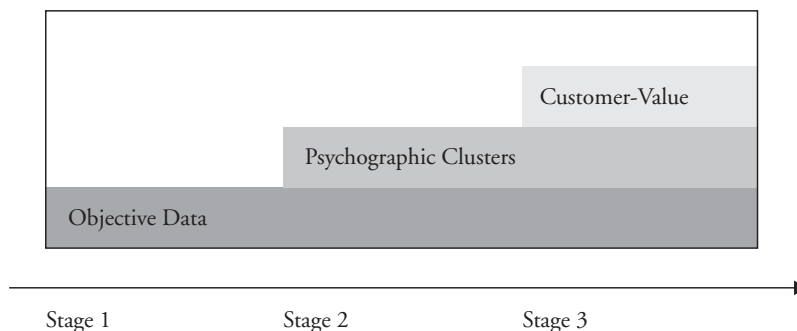 Customer-Value
Psychographic Clusters
Objective Data
Stage 1 Stage 2 Stage 3